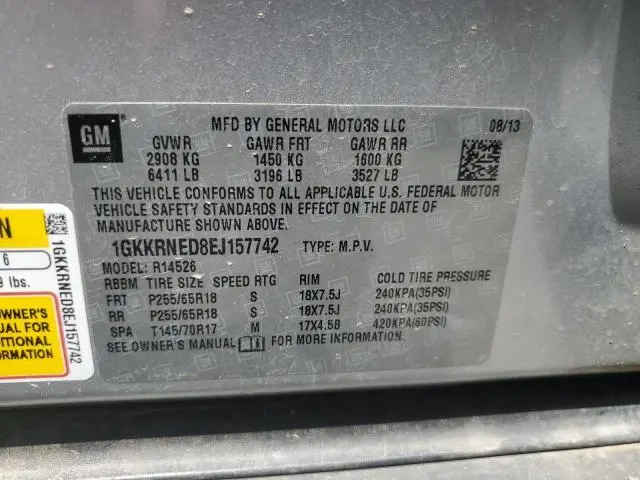 GM
MFD BY GENERAL MOTORS LLC 08/13
GVWR GAWR FRT GAWR RR
2908 KG 1450 KG 1600 KG
6411 LB 3196 LB 3527 LB
THIS VEHICLE CONFORMS TO ALL APPLICABLE U.S. FEDERAL MOTOR
VEHICLE SAFETY STANDARDS IN EFFECT ON THE DATE OF
MANUFACTURE SHOWN ABOVE.
1GKKRNED8EJ157742 TYPE: M.P.V.
MODEL: R14526
RBBM TIRE SIZE SPEED RTG RIM COLD TIRE PRESSURE
FRT P255/65R18 S 18X7.5J 240KPA(35PSI)
RR P255/65R18 S 18X7.5J 240KPA(35PSI)
SPA T145/70R17 M 17X4.5B 420KPA(60PSI)
SEE OWNER'S MANUAL FOR MORE INFORMATION.
N
6
lbs.
OWNER'S
UAL FOR
ITIONAL
RMATION
1GKKRNED8EJ157742